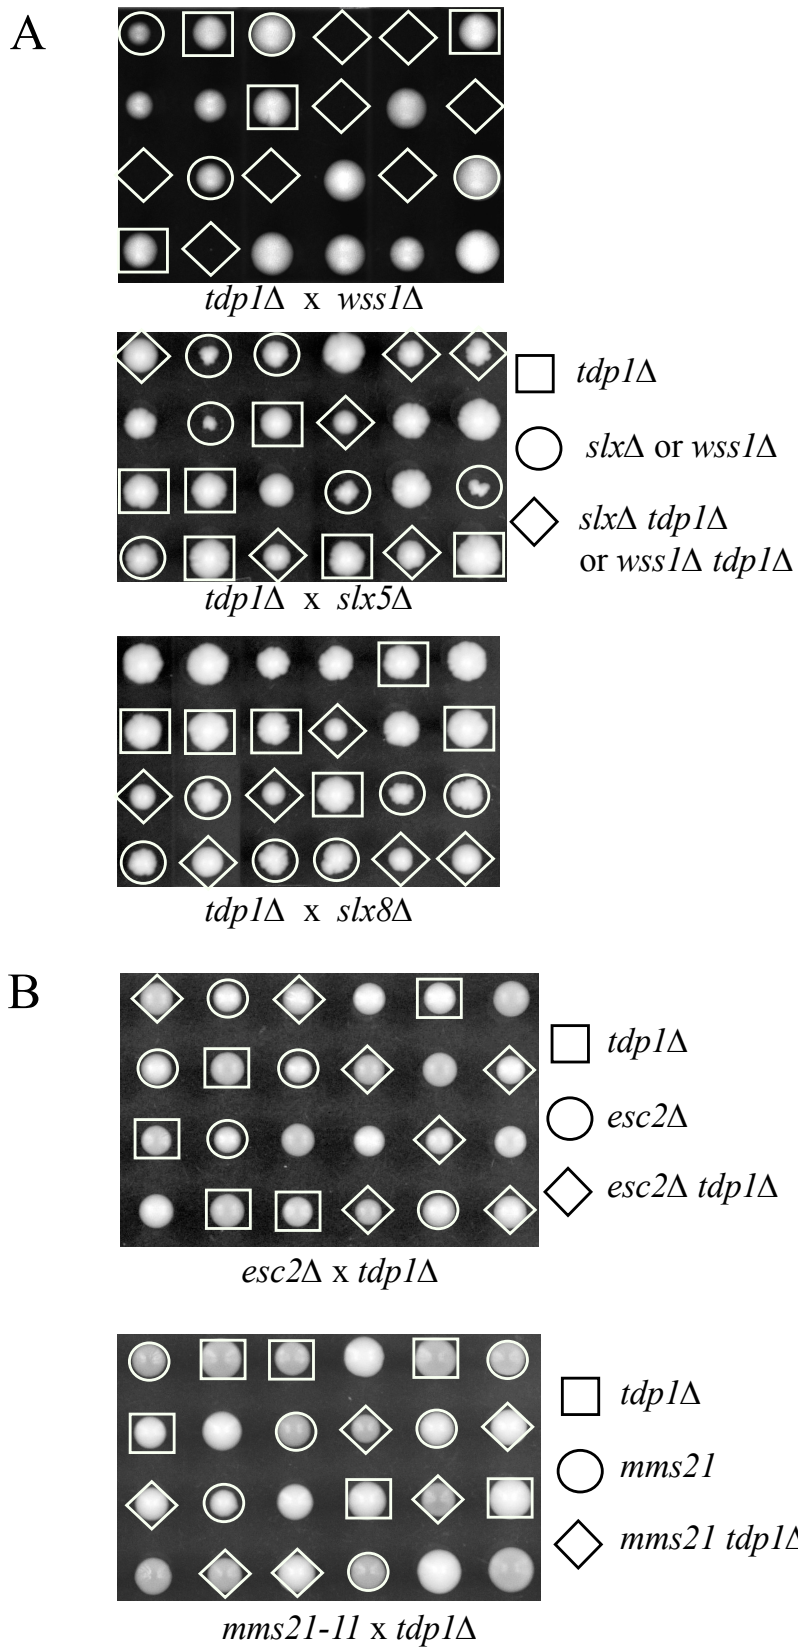 A
tdp1Δ x wss1Δ
tdp1Δ
slxΔ or wss1Δ
slxΔ tdp1Δ
or wss1Δ tdp1Δ
tdp1Δ x slx5Δ
tdp1Δ x slx8Δ
B
tdp1Δ
esc2Δ
esc2Δ tdp1Δ
esc2Δ x tdp1Δ
tdp1Δ
mms21
mms21 tdp1Δ
mms21-11 x tdp1Δ